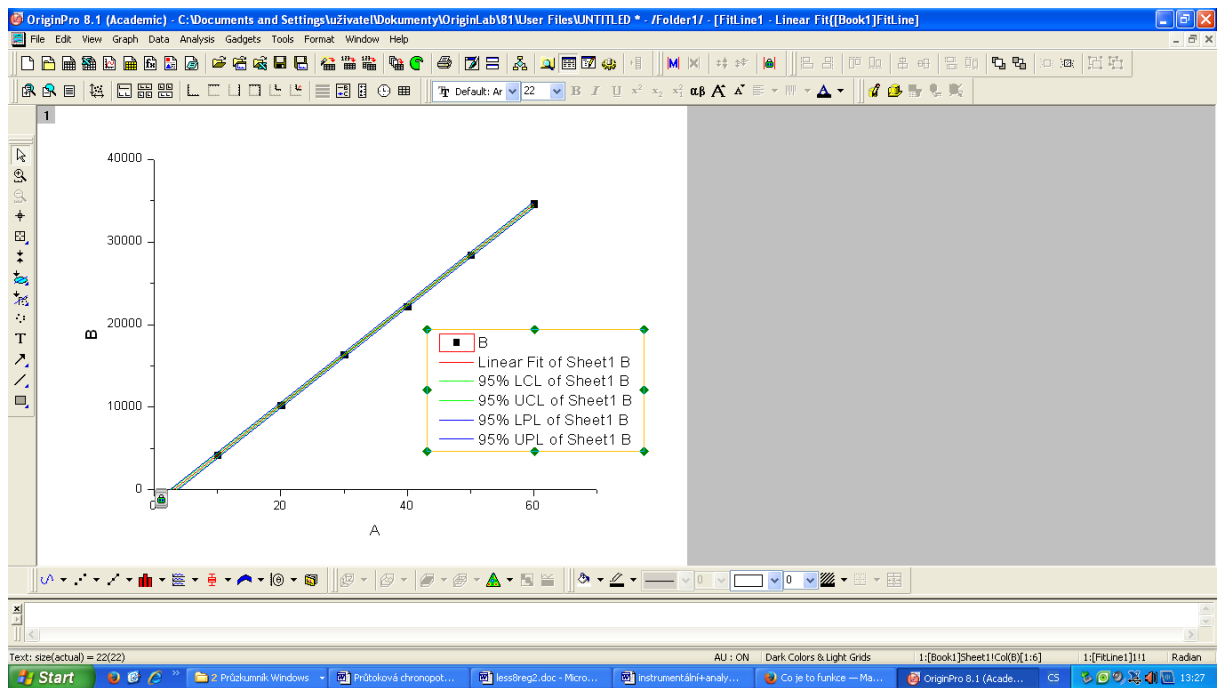 OriginPro 8.1 (Academic) - C:\Documents and Settings\uživatel\Dokumenty\OriginLab\81\User Files\UNTITLED * - /Folder1/ - [FitLine1 - Linear Fit{[Book1]FitLine]
File Edit View Graph Data Analysis Gadgets Tools Format Window Help
Default: Ar 22 B I U x² x₂ αβ A A A
1
40000
30000
20000
10000
0
B
0 20 40 60
A
B
Linear Fit of Sheet1 B
95% LCL of Sheet1 B
95% UCL of Sheet1 B
95% LPL of Sheet1 B
95% UPL of Sheet1 B
T
0 0
Text: size(actual) = 22(22) AU : ON Dark Colors & Light Grids 1:[Book1]Sheet1!Col(B)[1:6] 1:[FitLine1]1!1 Radian
Start 2 Průzkumník Windows Průtoková chronopot... less8reg2.doc - Micro... instrumentální+analy... Co je to funkce — Ma... OriginPro 8.1 (Acade... CS 13:27